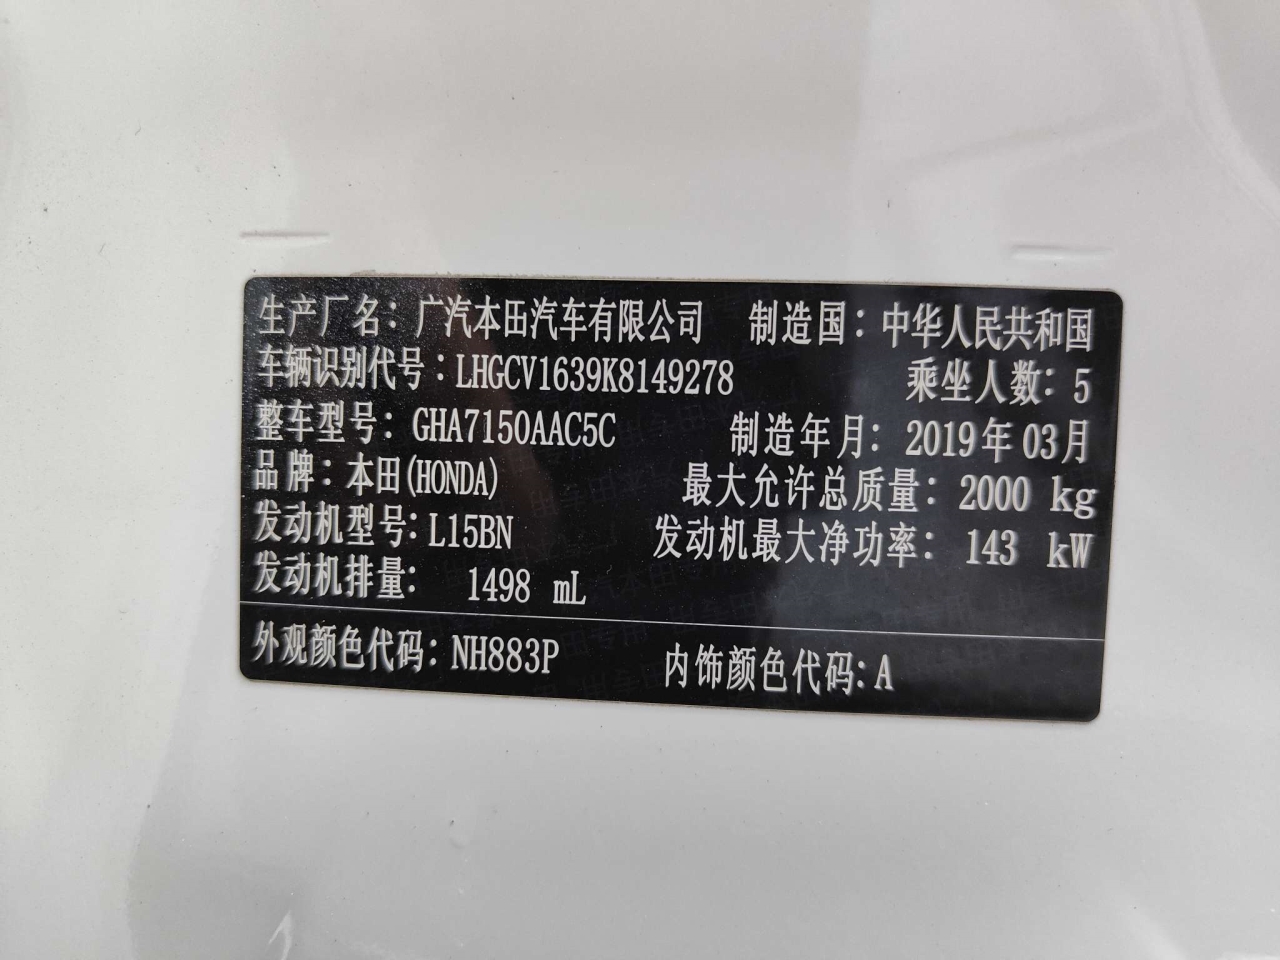 生产厂名：广汽本田汽车有限公司 制造国：中华人民共和国
车辆识别代号：LHGCV1639K8149278 乘坐人数：5
整车型号：GHA7150AAC5C 制造年月：2019年03月
品牌：本田(HONDA) 最大允许总质量：2000 kg
发动机型号：L15BN 发动机最大净功率：143 kW
发动机排量：1498 mL
外观颜色代码：NH883P 内饰颜色代码：A